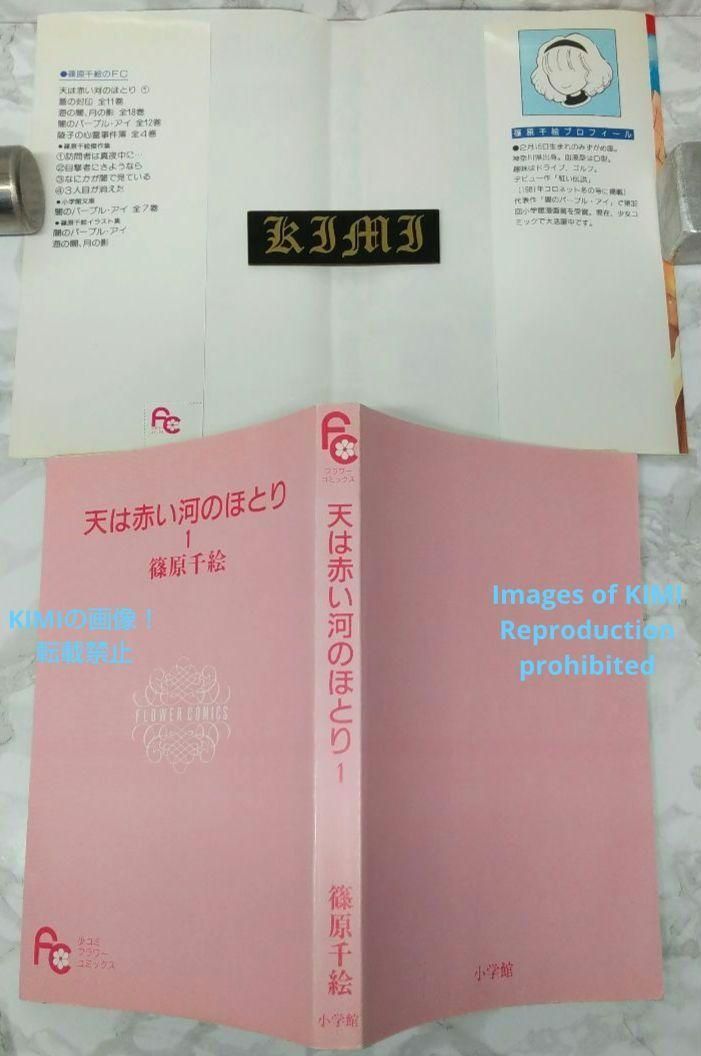 ●篠原千絵のFC
天は赤い河のほとり ①
蒼の封印 全11巻
海の闇、月の影 全18巻
闇のパープル・アイ 全12巻
陵子の心霊事件簿 全4巻
●篠原千絵傑作集
①訪問者は真夜中に…
②目撃者にさようなら
③なにかが闇で見ている
④3人目が消えた
●小学館文庫
闇のパープル・アイ 全7巻
●篠原千絵イラスト集
闇のパープル・アイ
海の闇、月の影
FC
KIMI
篠原千絵プロフィール
●2月15日生まれのみずがめ座。
神奈川県出身。血液型はO型。
趣味はドライブ、ゴルフ。
デビュー作「紅い伝説」
(1981年コロネット冬の号に掲載)
代表作「闇のパープル・アイ」で第32
回小学館漫画賞を受賞。現在、少女コ
ミックで大活躍中です。
天は赤い河のほとり
1
篠原千絵
FLOWER COMICS
FC
少コミ
フラワー
コミックス
FC
フラワー
コミックス
天は赤い河のほとり 1
篠原千絵
小学館
小学館
KIMIの画像!
転載禁止
Images of KIMI
Reproduction
prohibited